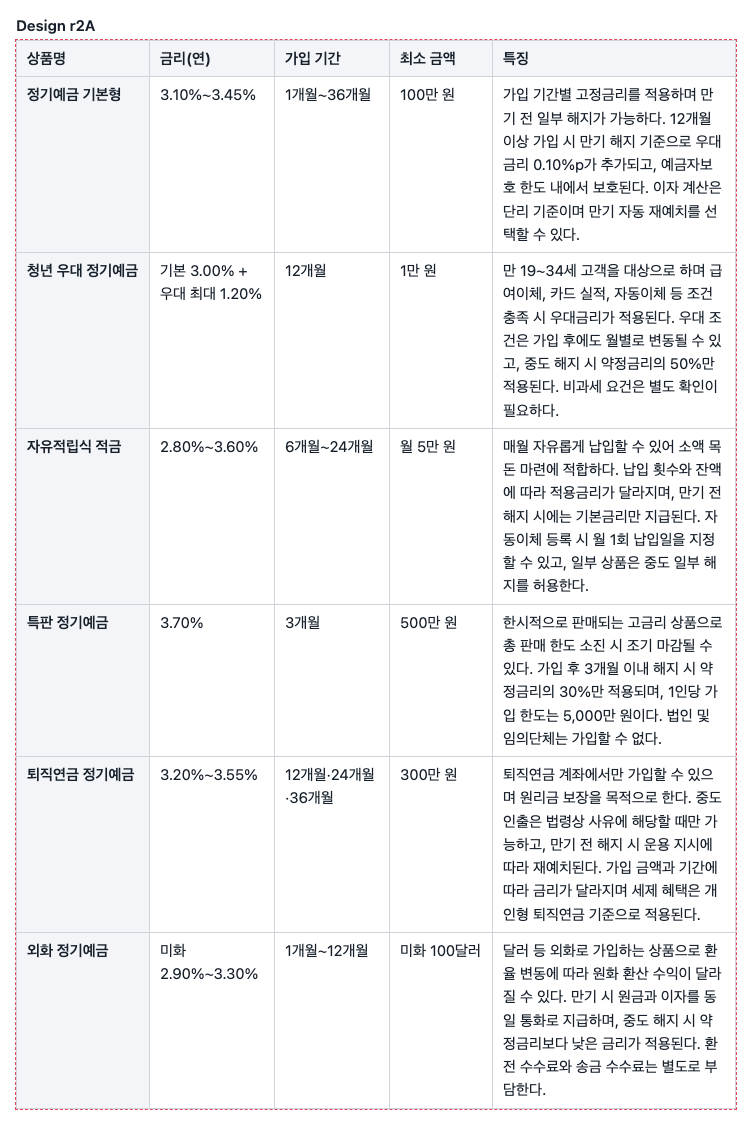 Design r2A
상품명 금리(연) 가입 기간 최소 금액 특징
정기예금 기본형 3.10%~3.45% 1개월~36개월 100만 원 가입 기간별 고정금리를 적용하며 만
기 전 일부 해지가 가능하다. 12개월
이상 가입 시 만기 해지 기준으로 우대
금리 0.10%p가 추가되고, 예금자보
호 한도 내에서 보호된다. 이자 계산은
단리 기준이며 만기 자동 재예치를 선
택할 수 있다.
청년 우대 정기예금 기본 3.00% + 12개월 1만 원 만 19~34세 고객을 대상으로 하며 급
우대 최대 1.20% 여이체, 카드 실적, 자동이체 등 조건
충족 시 우대금리가 적용된다. 우대 조
건은 가입 후에도 월별로 변동될 수 있
고, 중도 해지 시 약정금리의 50%만
적용된다. 비과세 요건은 별도 확인이
필요하다.
자유적립식 적금 2.80%~3.60% 6개월~24개월 월 5만 원 매월 자유롭게 납입할 수 있어 소액 목
돈 마련에 적합하다. 납입 횟수와 잔액
에 따라 적용금리가 달라지며, 만기 전
해지 시에는 기본금리만 지급된다. 자
동이체 등록 시 월 1회 납입일을 지정
할 수 있고, 일부 상품은 중도 일부 해
지를 허용한다.
특판 정기예금 3.70% 3개월 500만 원 한시적으로 판매되는 고금리 상품으로
총 판매 한도 소진 시 조기 마감될 수
있다. 가입 후 3개월 이내 해지 시 약
정금리의 30%만 적용되며, 1인당 가
입 한도는 5,000만 원이다. 법인 및
임의단체는 가입할 수 없다.
퇴직연금 정기예금 3.20%~3.55% 12개월·24개월 300만 원 퇴직연금 계좌에서만 가입할 수 있으
·36개월 며 원리금 보장을 목적으로 한다. 중도
인출은 법령상 사유에 해당할 때만 가
능하고, 만기 전 해지 시 운용 지시에
따라 재예치된다. 가입 금액과 기간에
따라 금리가 달라지며 세제 혜택은 개
인형 퇴직연금 기준으로 적용된다.
외화 정기예금 미화 1개월~12개월 미화 100달러 달러 등 외화로 가입하는 상품으로 환
2.90%~3.30% 율 변동에 따라 원화 환산 수익이 달라
질 수 있다. 만기 시 원금과 이자를 동
일 통화로 지급하며, 중도 해지 시 약
정금리보다 낮은 금리가 적용된다. 환
전 수수료와 송금 수수료는 별도로 부
담한다.